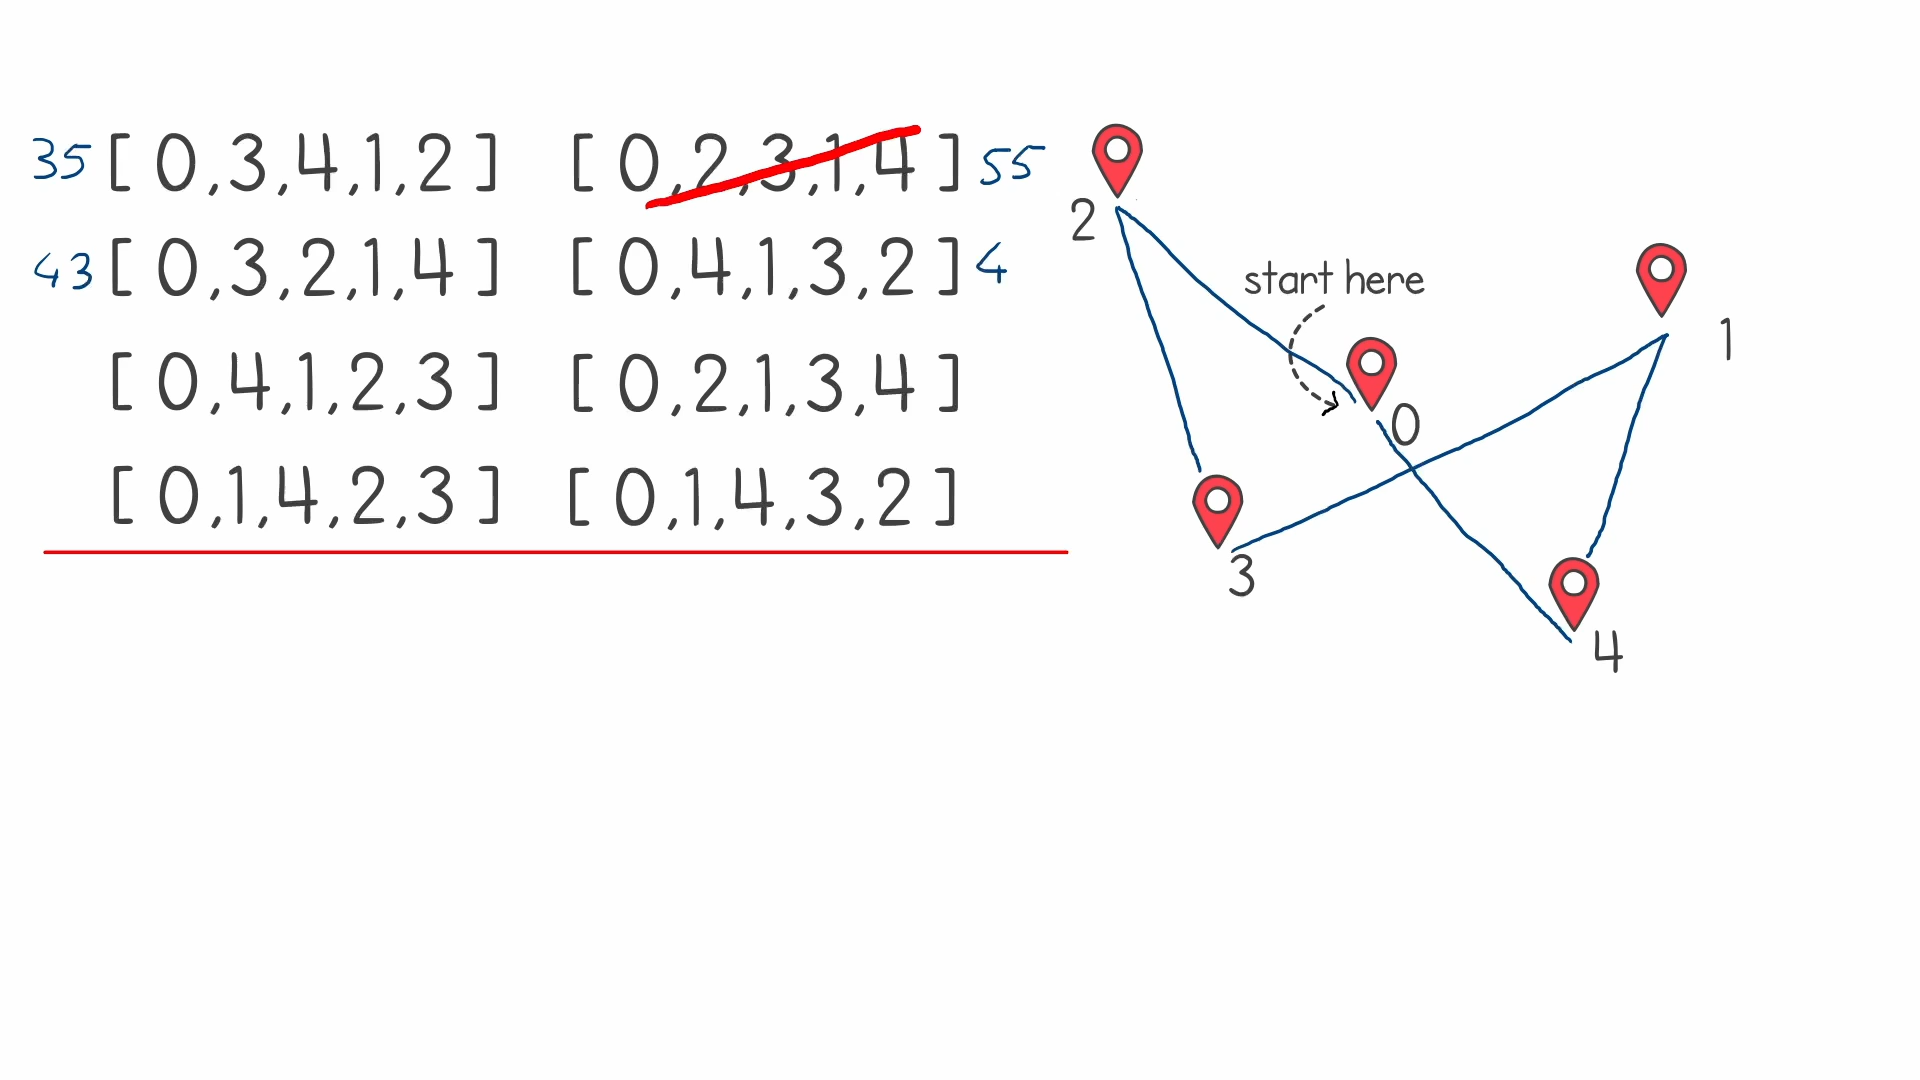 35 [ 0,3,4,1,2 ] [ 0,2,3,1,4 ] 55
43 [ 0,3,2,1,4 ] [ 0,4,1,3,2 ] 4
[ 0,4,1,2,3 ] [ 0,2,1,3,4 ]
[ 0,1,4,2,3 ] [ 0,1,4,3,2 ]
2
start here
1
0
3
4